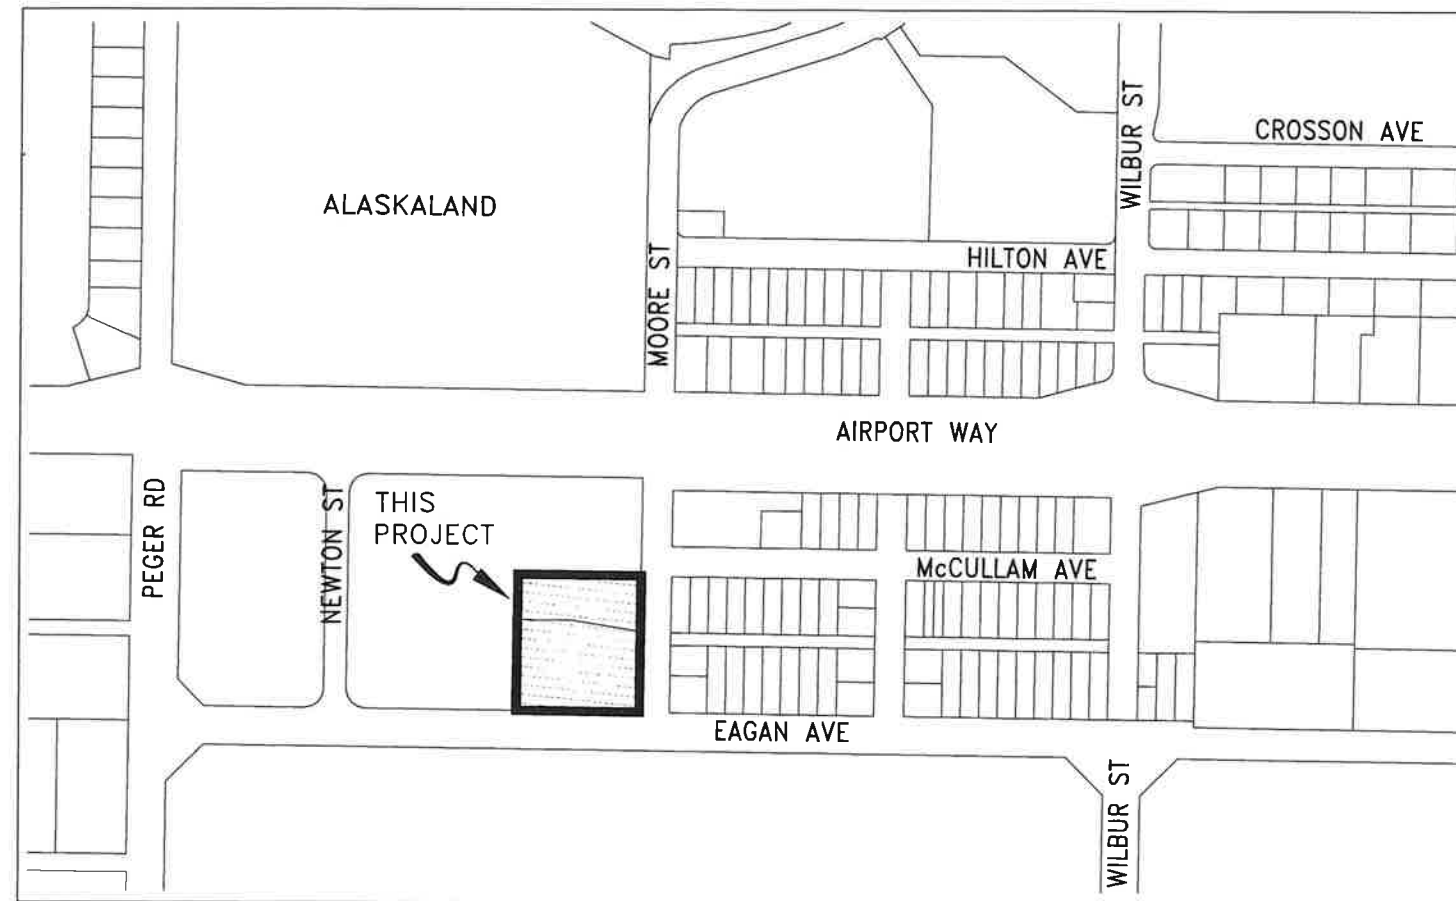 CROSSON AVE
WILBUR ST
ALASKALAND
HILTON AVE
MOORE ST
AIRPORT WAY
PEGER RD
NEWTON ST
THIS
PROJECT
McCULLAM AVE
EAGAN AVE
WILBUR ST